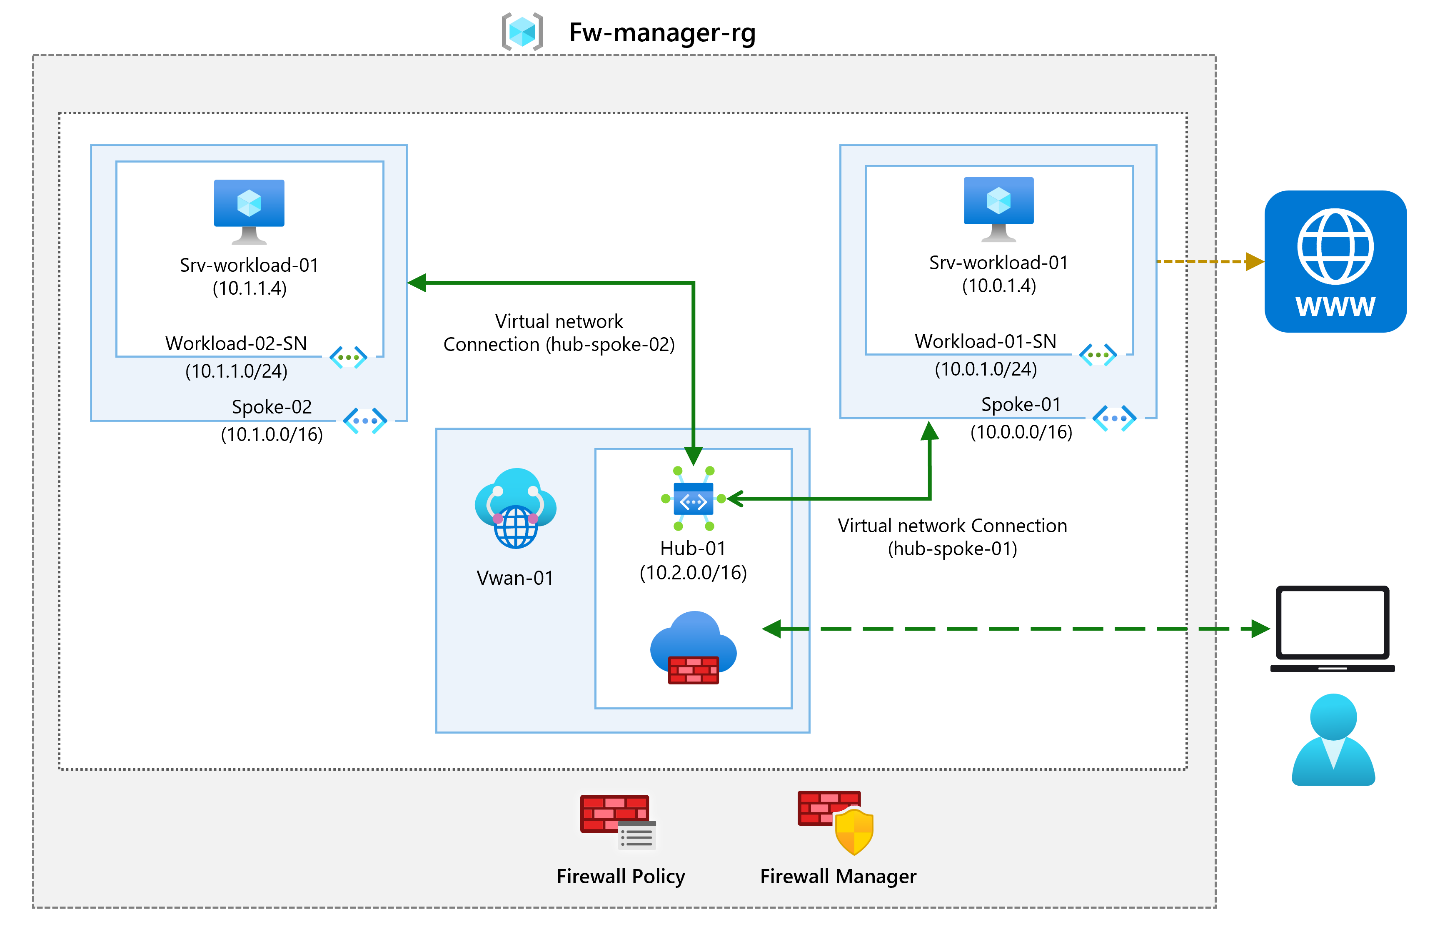 Fw-manager-rg
Srv-workload-01
(10.1.1.4)
Workload-02-SN
(10.1.1.0/24)
Spoke-02
(10.1.0.0/16)
Virtual network
Connection (hub-spoke-02)
Srv-workload-01
(10.0.1.4)
Workload-01-SN
(10.0.1.0/24)
Spoke-01
(10.0.0.0/16)
WWW
Vwan-01
Hub-01
(10.2.0.0/16)
Virtual network Connection
(hub-spoke-01)
Firewall Policy
Firewall Manager